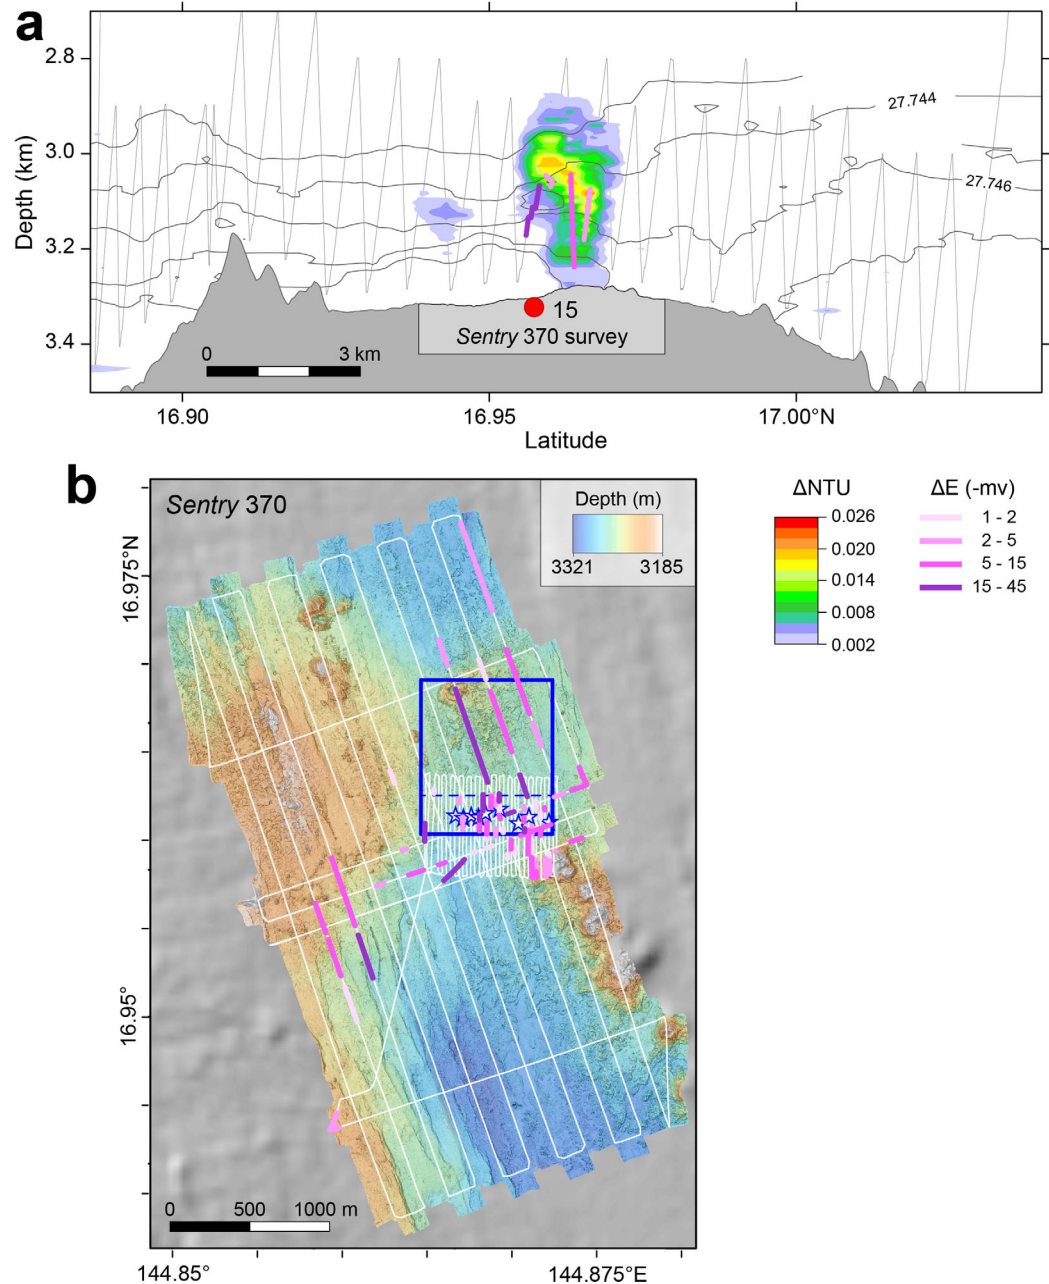 a
2.8
3.0
3.2
3.4
Depth (km)
27.744
27.746
15
Sentry 370 survey
0 3 km
16.90 16.95 17.00°N
Latitude
b
Sentry 370
Depth (m)
3321 3185
16.975°N
16.95°
0 500 1000 m
144.85° 144.875°E
ΔNTU
0.026
0.020
0.014
0.008
0.002
ΔE (-mv)
1 - 2
2 - 5
5 - 15
15 - 45